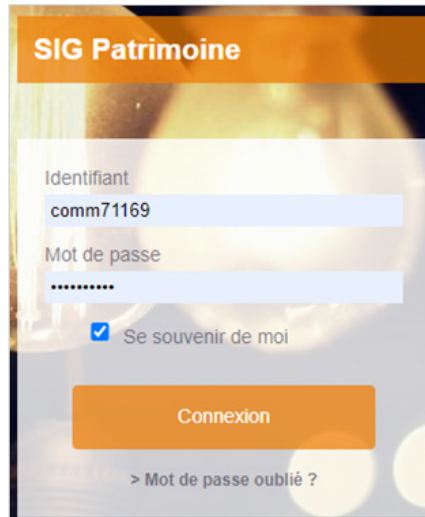 SIG Patrimoine
Identifiant
comm71169
Mot de passe
••••••••••
Se souvenir de moi
Connexion
> Mot de passe oublié ?